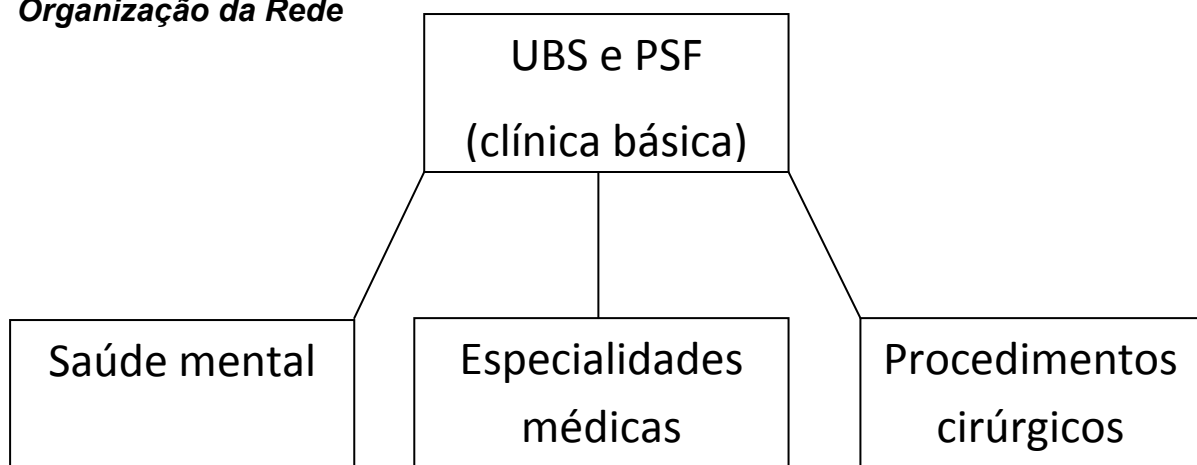 Organização da Rede
UBS e PSF
(clínica básica)
Saúde mental
Especialidades
médicas
Procedimentos
cirúrgicos